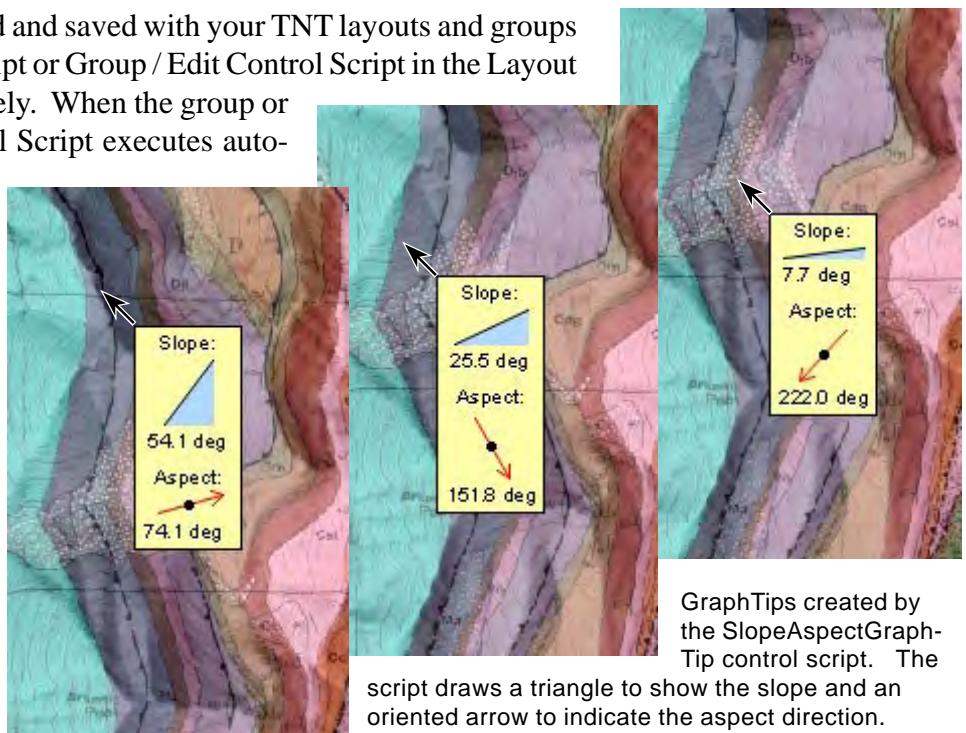 d and saved with your TNT layouts and groups
pt or Group / Edit Control Script in the Layout
ely. When the group or
l Script executes auto-
Slope:
54.1 deg
Aspect:
74.1 deg
Slope:
25.5 deg
Aspect:
151.8 deg
Slope:
7.7 deg
Aspect:
222.0 deg
GraphTips created by
the SlopeAspectGraph-
Tip control script. The
script draws a triangle to show the slope and an
oriented arrow to indicate the aspect direction.